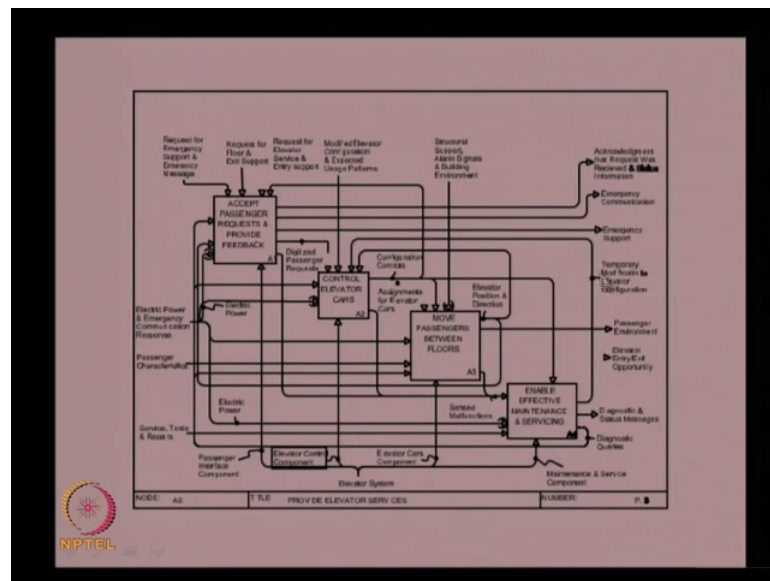 Request for
Emergency
Support &
Emergency
Message
Request for
Floor &
Exit Support
Request for
Elevator
Service &
Entry support
Modified Elevator
Configuration
& Expected
Usage Patterns
Structural
Support,
Alarm Signals
& Building
Environment
Acknowledgment
that Request Was
Received & Status
Information
Emergency
Communication
Emergency
Support
ACCEPT
PASSENGER
REQUESTS &
PROVIDE
FEEDBACK
A1
Digitized
Passenger
Requests
CONTROL
ELEVATOR
CARS
A2
Configuration
Controls
Assignments
for Elevator
Cars
Elevator
Position &
Direction
Temporary
Elevator
Configuration
MOVE
PASSENGERS
BETWEEN
FLOORS
A3
Electric Power
& Emergency
Communication
Responses
Electric
Power
Passenger
Characteristics
Passenger
Environment
Elevator
Entry/Exit
Opportunity
ENABLE
EFFECTIVE
MAINTENANCE
& SERVICING
A4
Electric
Power
Sensed
Malfunctions
Diagnostic &
Status Messages
Service, Tests
& Repairs
Diagnostic
Queries
Passenger
Interface
Component
Elevator Control
Component
Elevator Cars
Component
Maintenance & Service
Component
Elevator System
NODE: A0
TITLE PROVIDE ELEVATOR SERVICES
NUMBER: P.
NPTEL